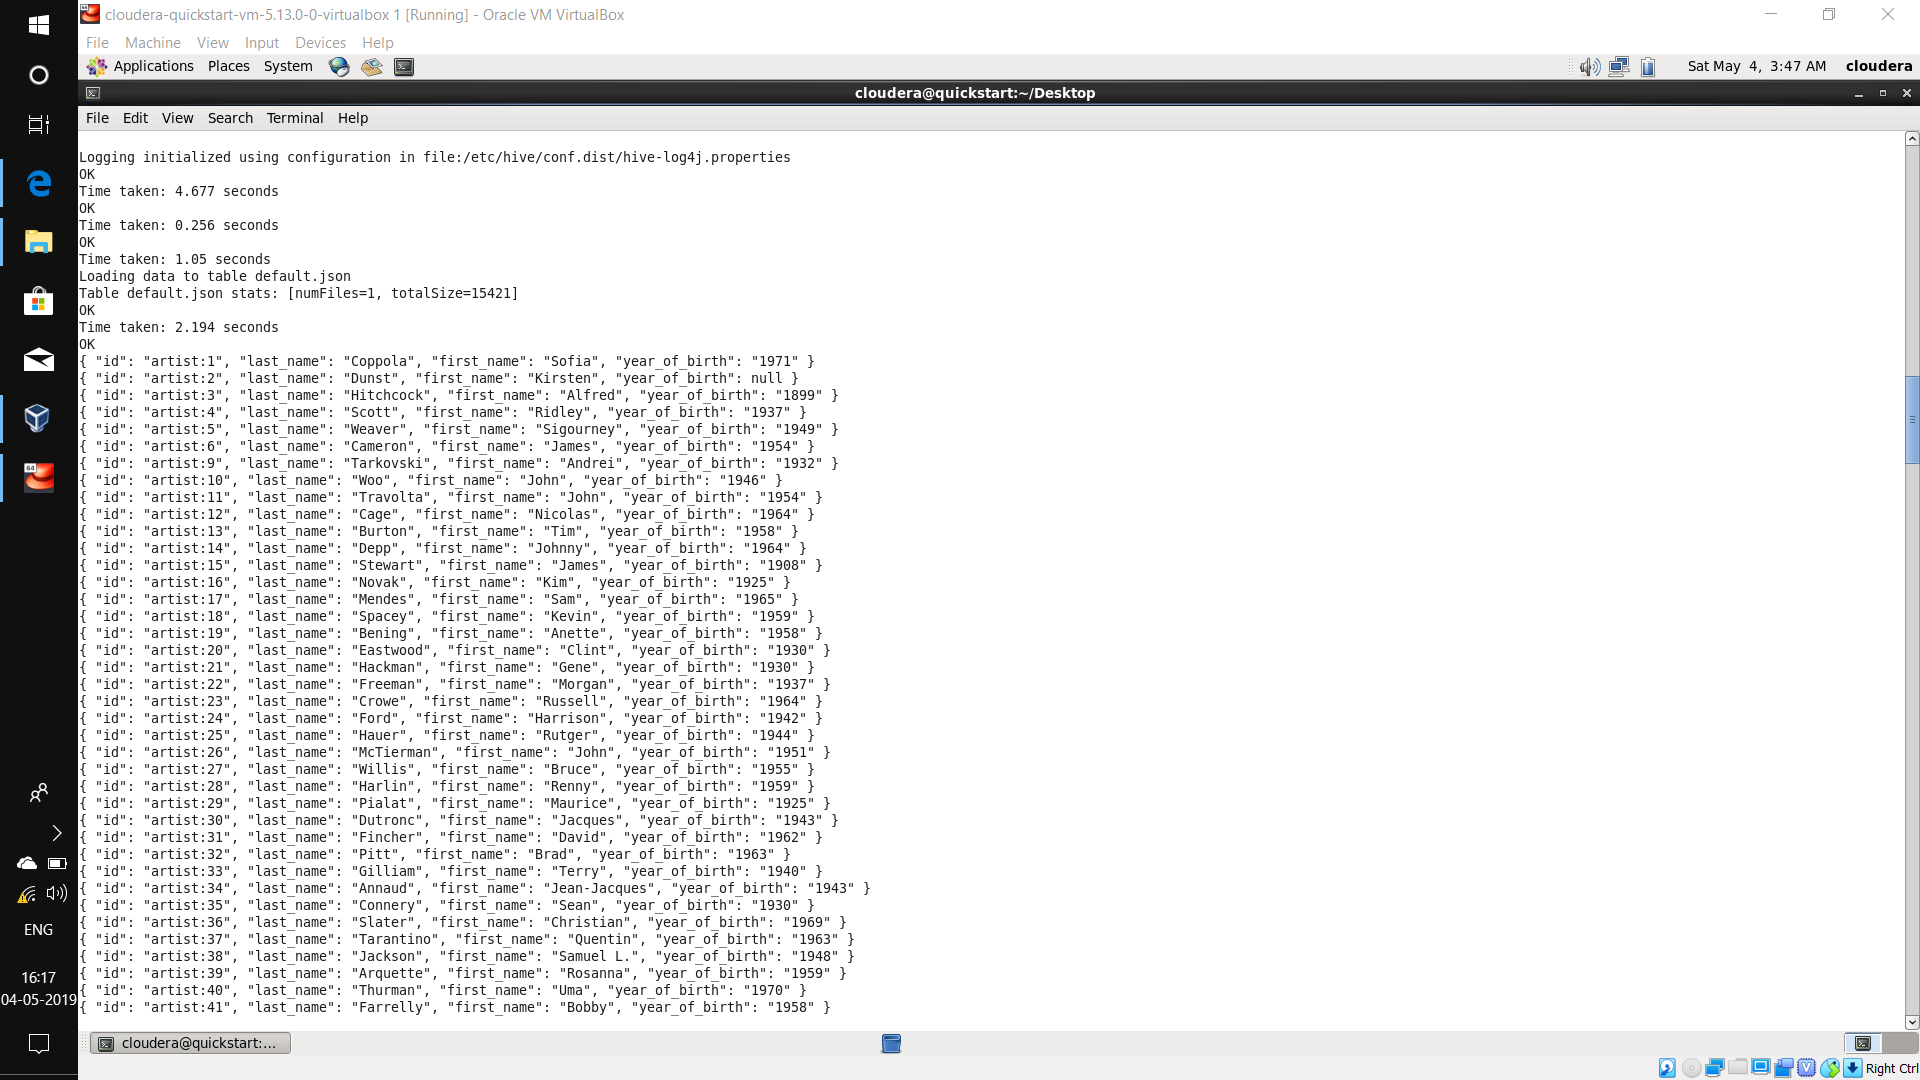 cloudera-quickstart-vm-5.13.0-0-virtualbox 1 [Running] - Oracle VM VirtualBox
File Machine View Input Devices Help
Applications Places System
Sat May 4, 3:47 AM cloudera
cloudera@quickstart:~/Desktop
File Edit View Search Terminal Help
Logging initialized using configuration in file:/etc/hive/conf.dist/hive-log4j.properties
OK
Time taken: 4.677 seconds
OK
Time taken: 0.256 seconds
OK
Time taken: 1.05 seconds
Loading data to table default.json
Table default.json stats: [numFiles=1, totalSize=15421]
OK
Time taken: 2.194 seconds
OK
{ "id": "artist:1", "last_name": "Coppola", "first_name": "Sofia", "year_of_birth": "1971" }
{ "id": "artist:2", "last_name": "Dunst", "first_name": "Kirsten", "year_of_birth": null }
{ "id": "artist:3", "last_name": "Hitchcock", "first_name": "Alfred", "year_of_birth": "1899" }
{ "id": "artist:4", "last_name": "Scott", "first_name": "Ridley", "year_of_birth": "1937" }
{ "id": "artist:5", "last_name": "Weaver", "first_name": "Sigourney", "year_of_birth": "1949" }
{ "id": "artist:6", "last_name": "Cameron", "first_name": "James", "year_of_birth": "1954" }
{ "id": "artist:9", "last_name": "Tarkovski", "first_name": "Andrei", "year_of_birth": "1932" }
{ "id": "artist:10", "last_name": "Woo", "first_name": "John", "year_of_birth": "1946" }
{ "id": "artist:11", "last_name": "Travolta", "first_name": "John", "year_of_birth": "1954" }
{ "id": "artist:12", "last_name": "Cage", "first_name": "Nicolas", "year_of_birth": "1964" }
{ "id": "artist:13", "last_name": "Burton", "first_name": "Tim", "year_of_birth": "1958" }
{ "id": "artist:14", "last_name": "Depp", "first_name": "Johnny", "year_of_birth": "1964" }
{ "id": "artist:15", "last_name": "Stewart", "first_name": "James", "year_of_birth": "1908" }
{ "id": "artist:16", "last_name": "Novak", "first_name": "Kim", "year_of_birth": "1925" }
{ "id": "artist:17", "last_name": "Mendes", "first_name": "Sam", "year_of_birth": "1965" }
{ "id": "artist:18", "last_name": "Spacey", "first_name": "Kevin", "year_of_birth": "1959" }
{ "id": "artist:19", "last_name": "Bening", "first_name": "Anette", "year_of_birth": "1958" }
{ "id": "artist:20", "last_name": "Eastwood", "first_name": "Clint", "year_of_birth": "1930" }
{ "id": "artist:21", "last_name": "Hackman", "first_name": "Gene", "year_of_birth": "1930" }
{ "id": "artist:22", "last_name": "Freeman", "first_name": "Morgan", "year_of_birth": "1937" }
{ "id": "artist:23", "last_name": "Crowe", "first_name": "Russell", "year_of_birth": "1964" }
{ "id": "artist:24", "last_name": "Ford", "first_name": "Harrison", "year_of_birth": "1942" }
{ "id": "artist:25", "last_name": "Hauer", "first_name": "Rutger", "year_of_birth": "1944" }
{ "id": "artist:26", "last_name": "McTierman", "first_name": "John", "year_of_birth": "1951" }
{ "id": "artist:27", "last_name": "Willis", "first_name": "Bruce", "year_of_birth": "1955" }
{ "id": "artist:28", "last_name": "Harlin", "first_name": "Renny", "year_of_birth": "1959" }
{ "id": "artist:29", "last_name": "Pialat", "first_name": "Maurice", "year_of_birth": "1925" }
{ "id": "artist:30", "last_name": "Dutronc", "first_name": "Jacques", "year_of_birth": "1943" }
{ "id": "artist:31", "last_name": "Fincher", "first_name": "David", "year_of_birth": "1962" }
{ "id": "artist:32", "last_name": "Pitt", "first_name": "Brad", "year_of_birth": "1963" }
{ "id": "artist:33", "last_name": "Gilliam", "first_name": "Terry", "year_of_birth": "1940" }
{ "id": "artist:34", "last_name": "Annaud", "first_name": "Jean-Jacques", "year_of_birth": "1943" }
{ "id": "artist:35", "last_name": "Connery", "first_name": "Sean", "year_of_birth": "1930" }
{ "id": "artist:36", "last_name": "Slater", "first_name": "Christian", "year_of_birth": "1969" }
{ "id": "artist:37", "last_name": "Tarantino", "first_name": "Quentin", "year_of_birth": "1963" }
{ "id": "artist:38", "last_name": "Jackson", "first_name": "Samuel L.", "year_of_birth": "1948" }
{ "id": "artist:39", "last_name": "Arquette", "first_name": "Rosanna", "year_of_birth": "1959" }
{ "id": "artist:40", "last_name": "Thurman", "first_name": "Uma", "year_of_birth": "1970" }
{ "id": "artist:41", "last_name": "Farrelly", "first_name": "Bobby", "year_of_birth": "1958" }
cloudera@quickstart:...
Right Ctrl
64
ENG
16:17
04-05-2019